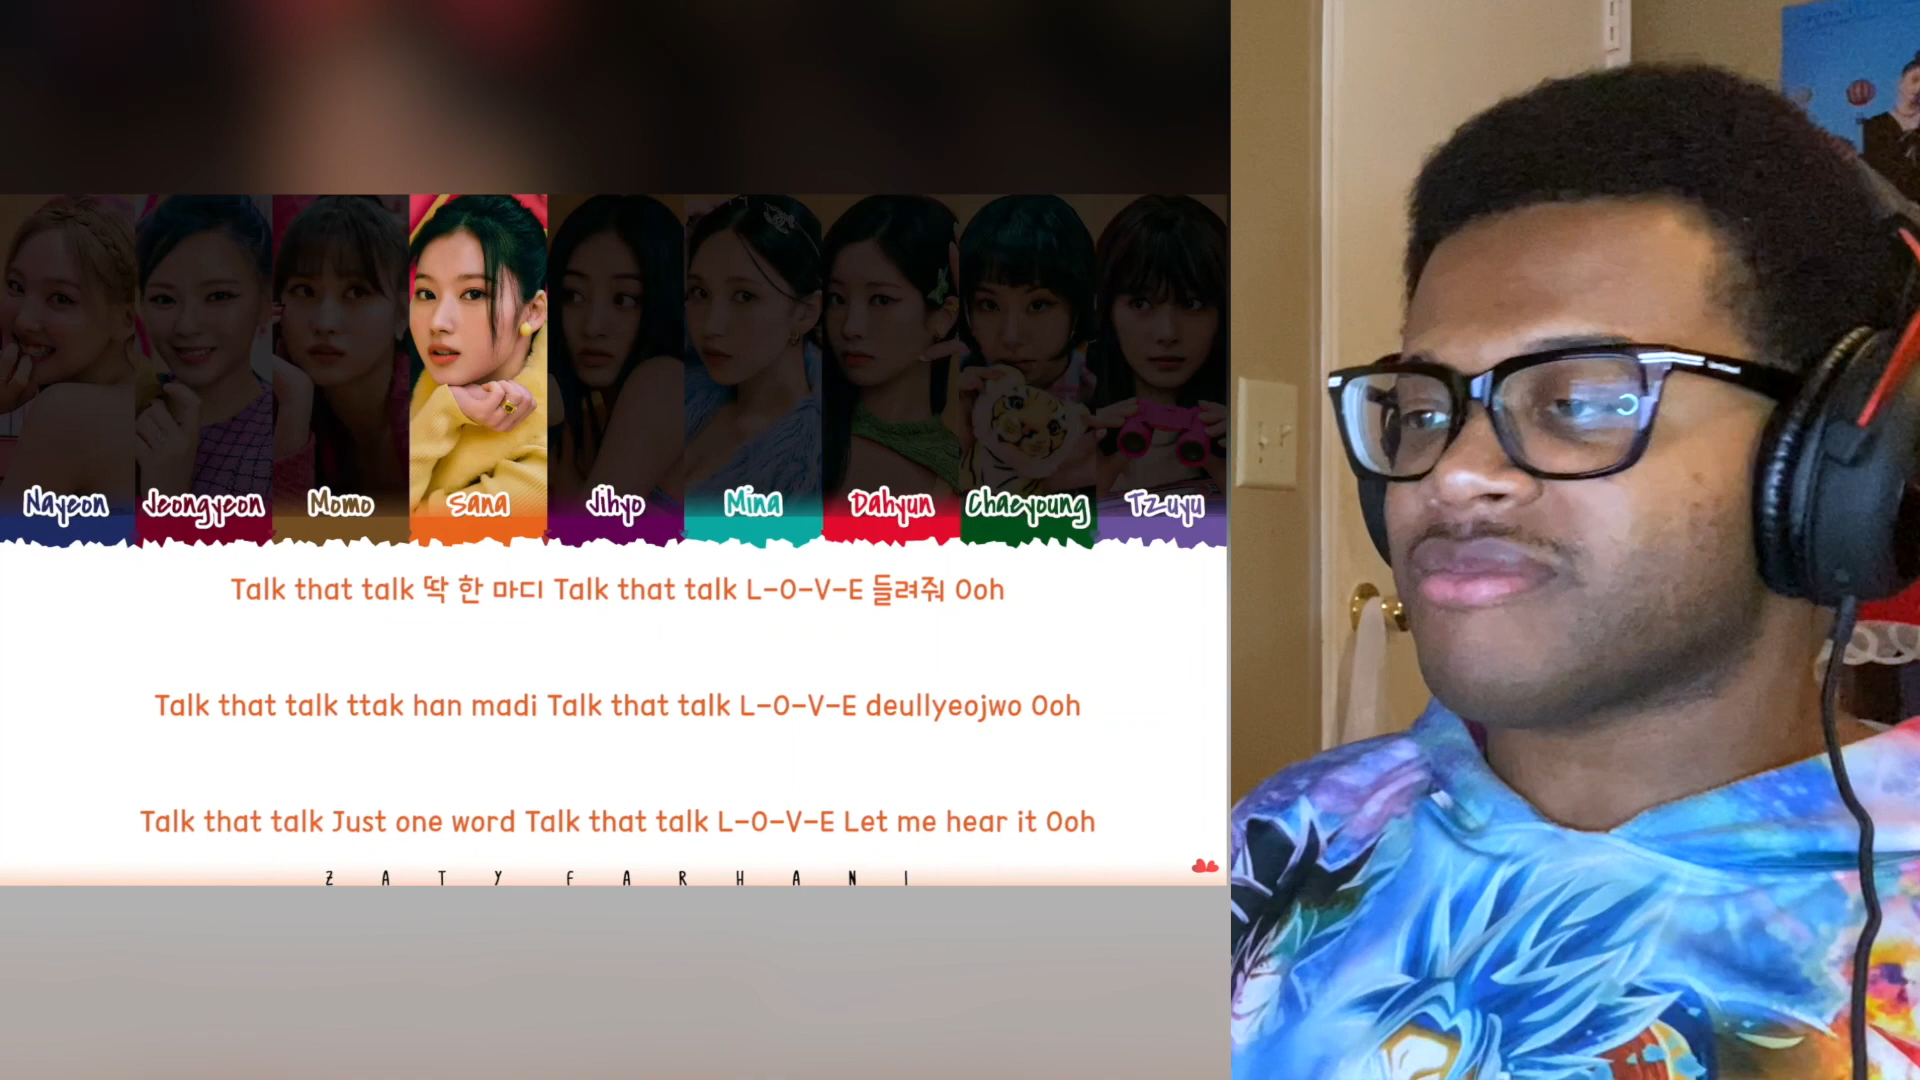 Nayeon Jeongyeon Momo Sana Jihyo Mina Dahyun Chaeyoung Tzuyu
Talk that talk 딱 한 마디 Talk that talk L-O-V-E 들려줘 Ooh
Talk that talk ttak han madi Talk that talk L-O-V-E deullyeojwo Ooh
Talk that talk Just one word Talk that talk L-O-V-E Let me hear it Ooh
ZATY FARHANI